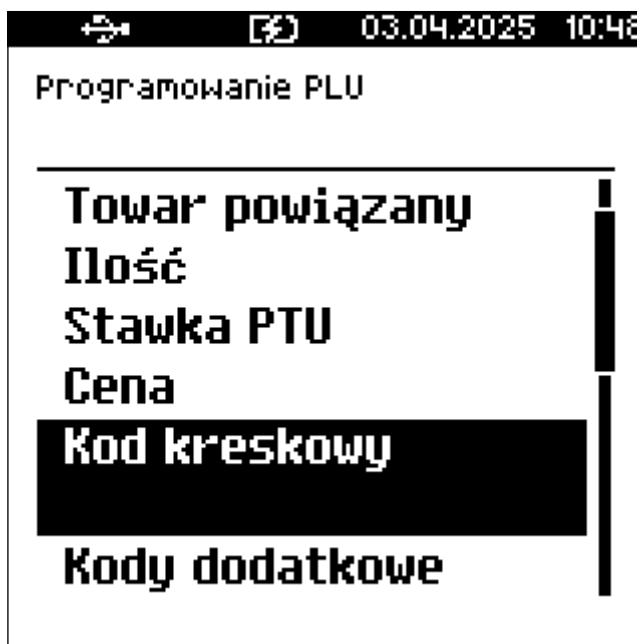 03.04.2025 10:48
Programowanie PLU
Towar powiązany
Ilość
Stawka PTU
Cena
Kod kreskowy
Kody dodatkowe